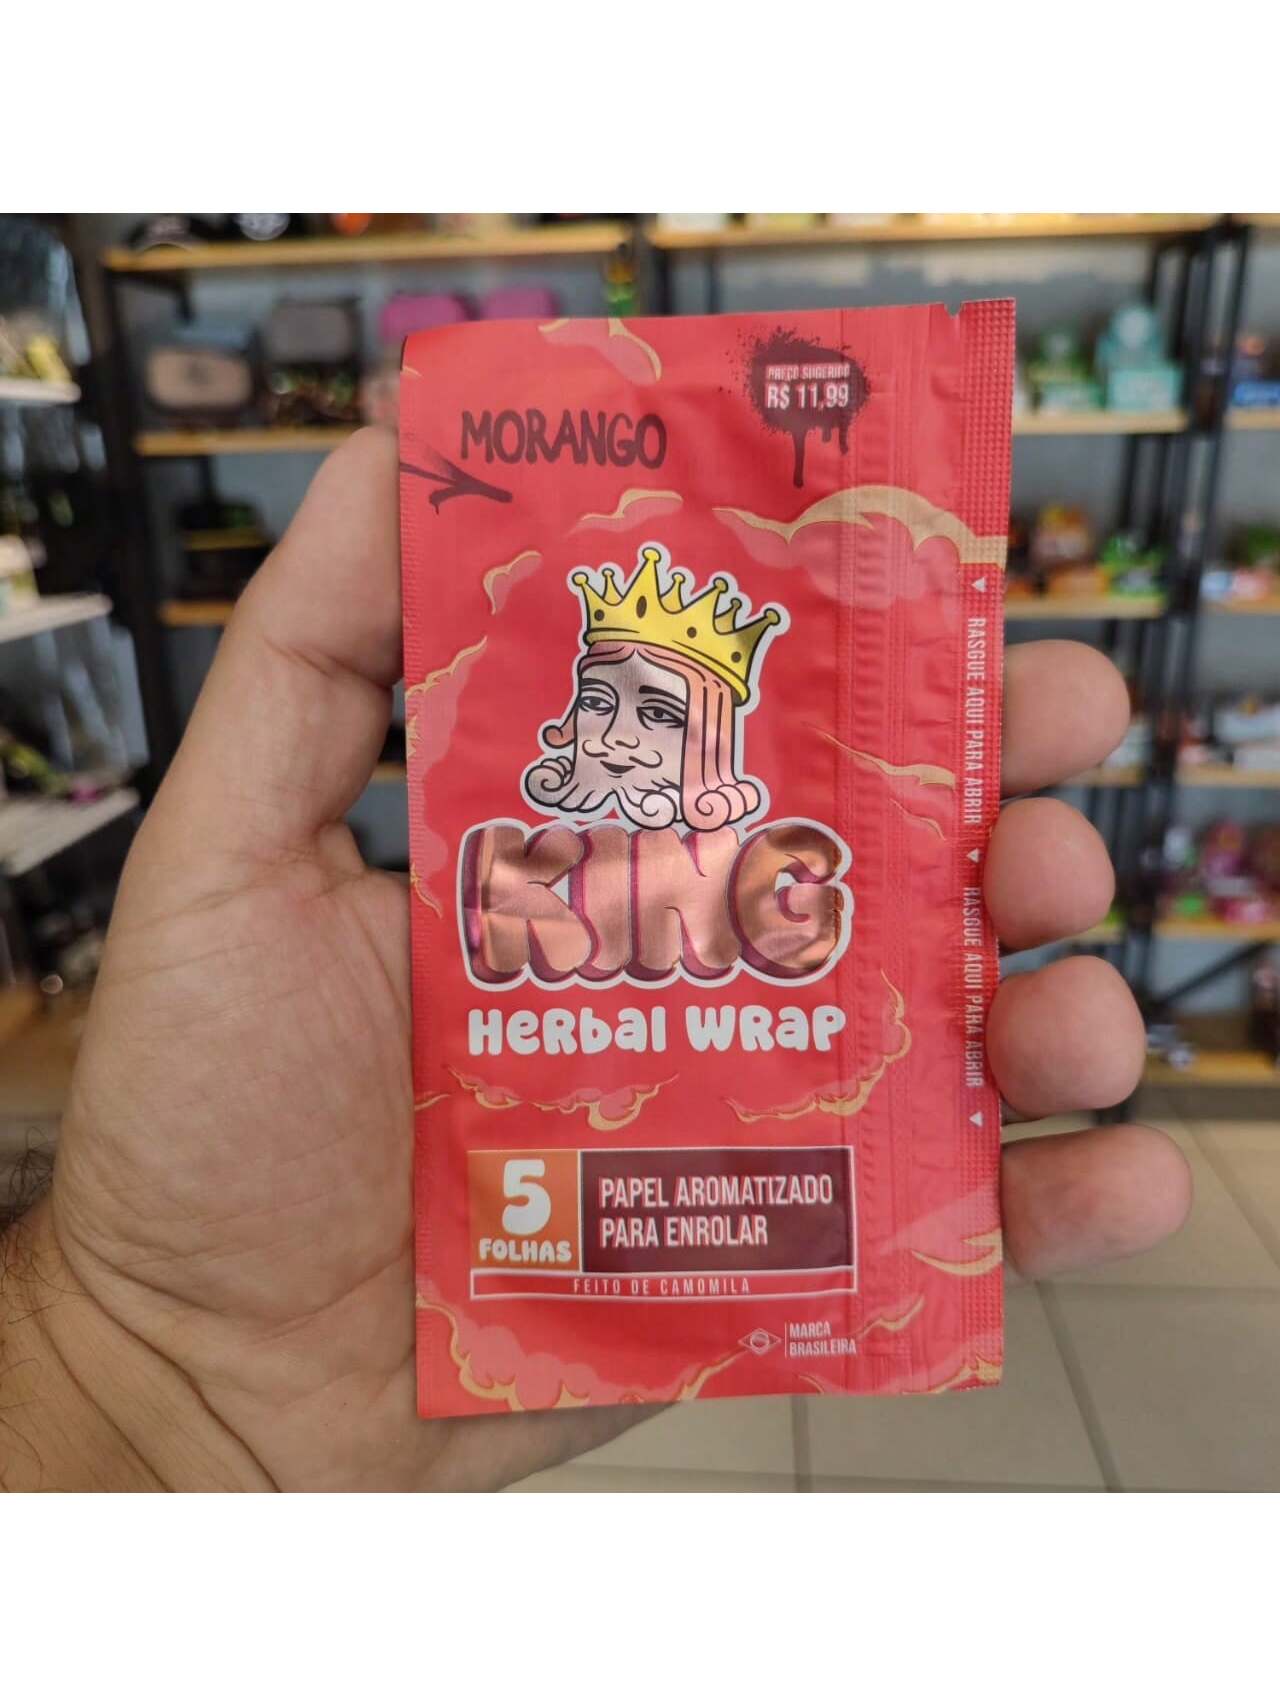 PREÇO SUGERIDO
R$ 11,99
MORANGO
KING
HERBAL WRAP
5
FOLHAS
PAPEL AROMATIZADO
PARA ENROLAR
FEITO DE CAMOMILA
MARCA
BRASILEIRA
RASGUE AQUI PARA ABRIR
RASGUE AQUI PARA ABRIR